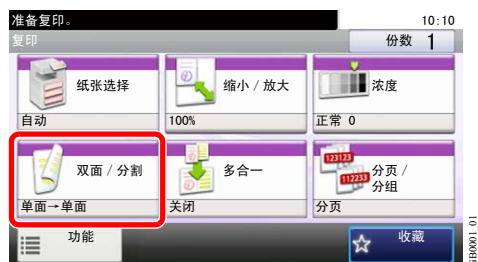 准备复印。
10:10
复印
份数 1
纸张选择
自动
缩小 / 放大
100%
浓度
正常 0
双面 / 分割
单面→单面
多合一
关闭
123123
112233
分页 /
分组
分页
功能
收藏
GB0001_01